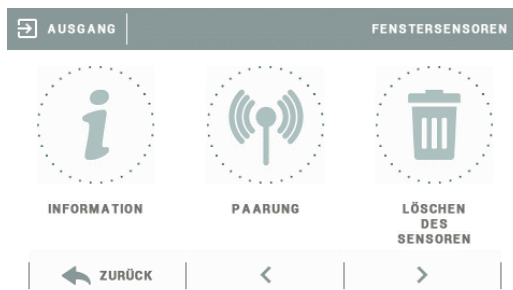 AUSGANG
FENSTERSENSOREN
INFORMATION
PAARUNG
LÖSCHEN
DES
SENSOREN
ZURÜCK